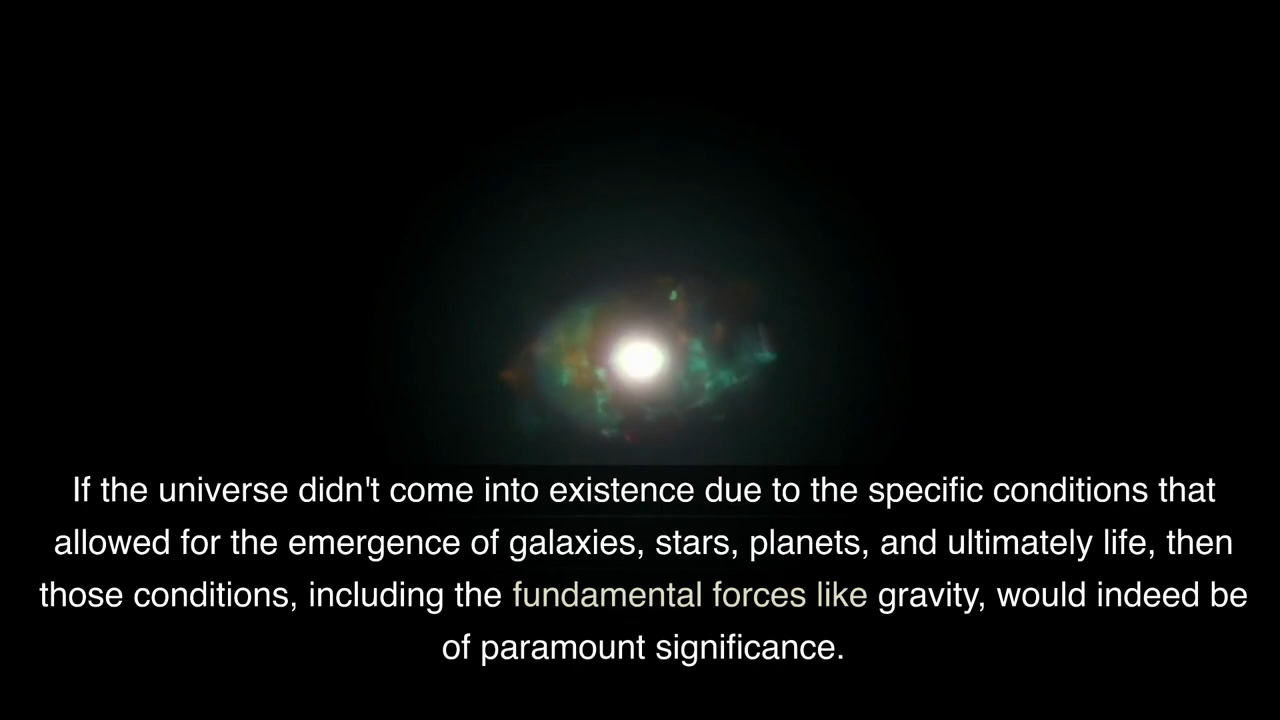 If the universe didn't come into existence due to the specific conditions that
allowed for the emergence of galaxies, stars, planets, and ultimately life, then
those conditions, including the fundamental forces like gravity, would indeed be
of paramount significance.